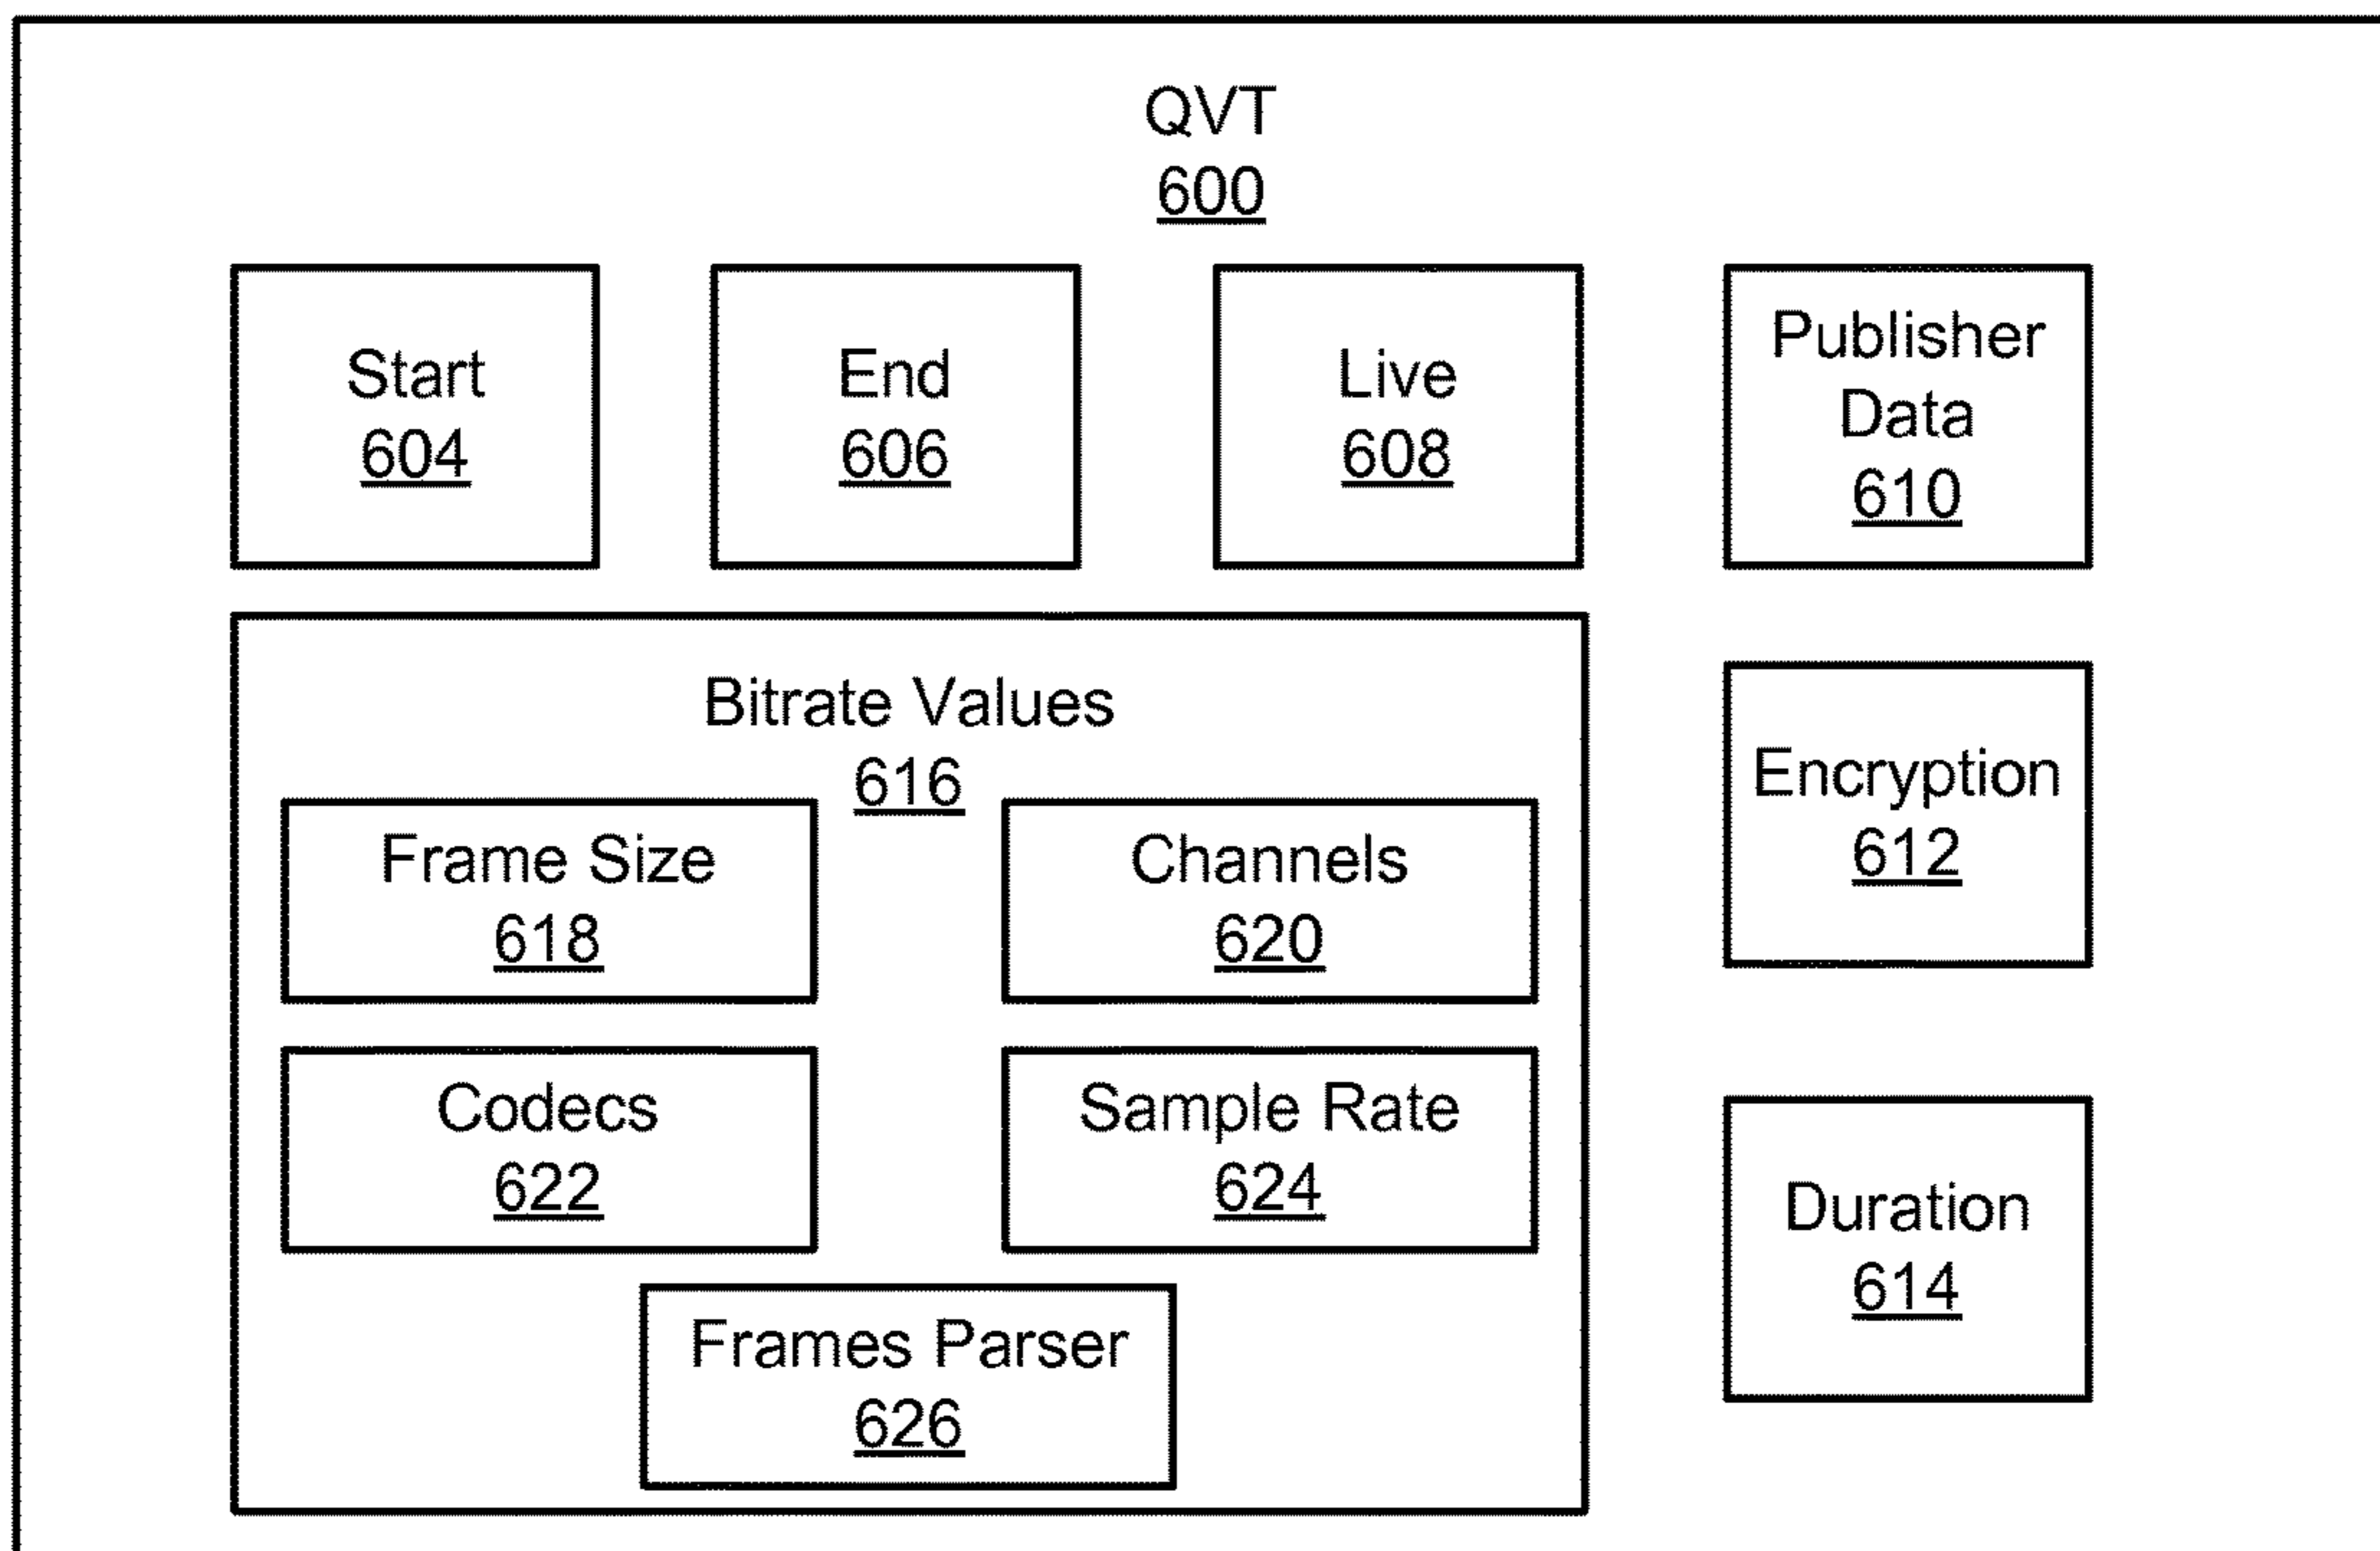 QVT
600
Start
604
End
606
Live
608
Publisher
Data
610
Bitrate Values
616
Frame Size
618
Channels
620
Codecs
622
Sample Rate
624
Frames Parser
626
Encryption
612
Duration
614